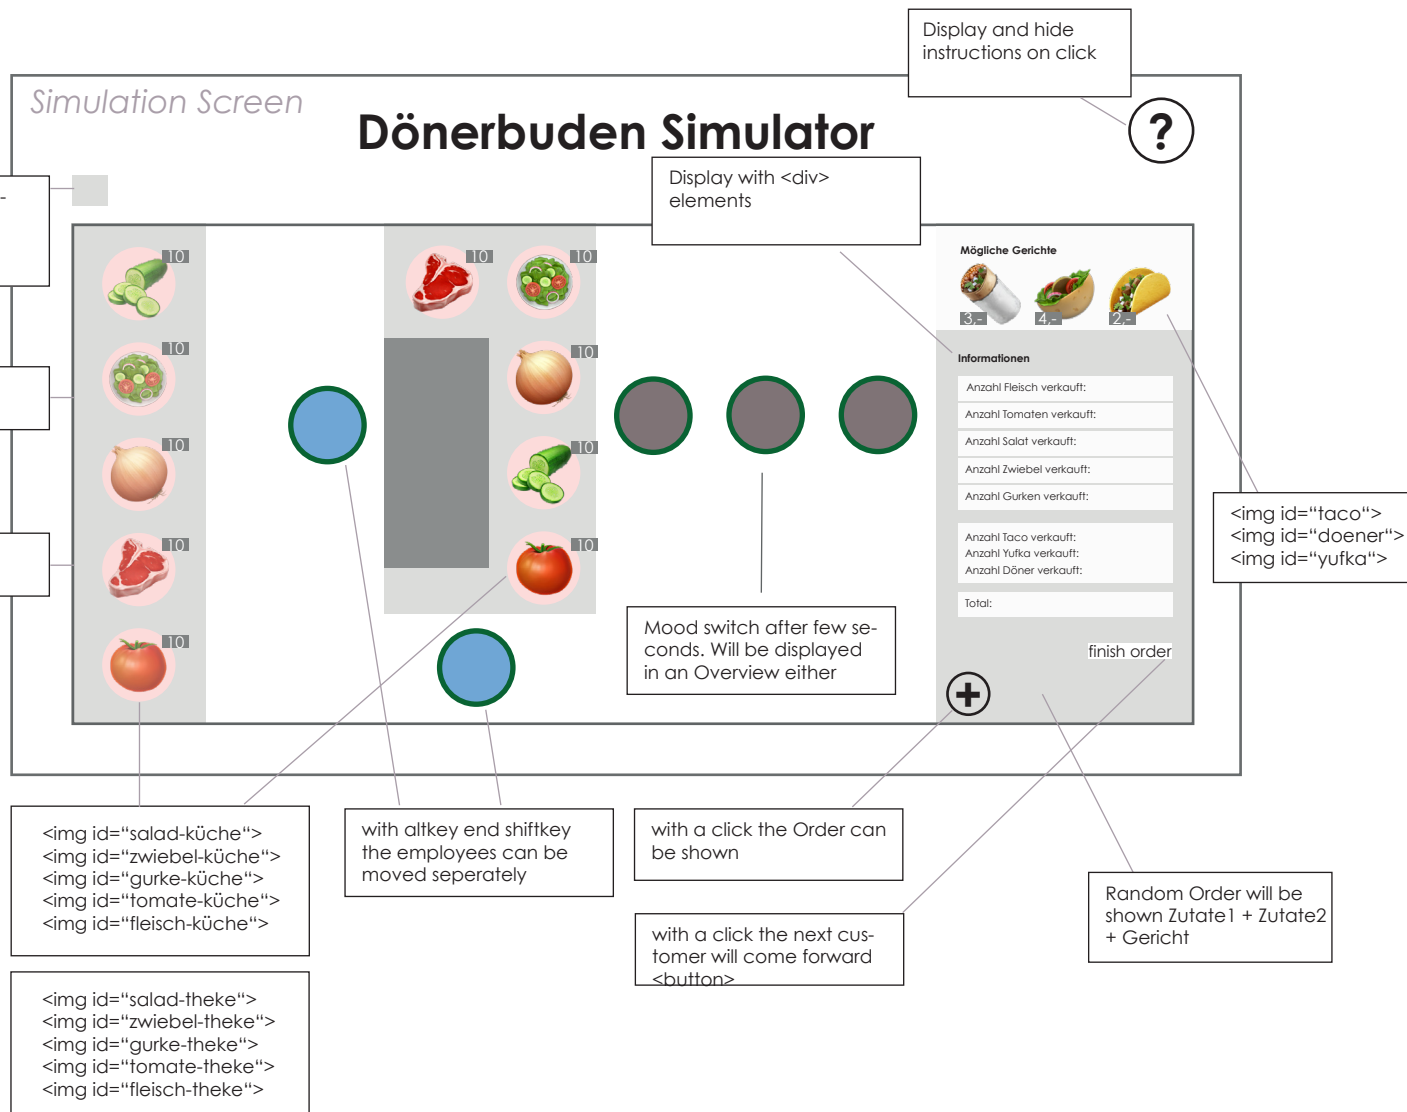 Display and hide
instructions on click
Simulation Screen
Dönerbuden Simulator
?
Display with <div>
elements
-
10
10
10
10
10
10
10
10
10
10
Mögliche Gerichte
3,-
4,-
2,-
Informationen
Anzahl Fleisch verkauft:
Anzahl Tomaten verkauft:
Anzahl Salat verkauft:
Anzahl Zwiebel verkauft:
Anzahl Gurken verkauft:
Anzahl Taco verkauft:
Anzahl Yufka verkauft:
Anzahl Döner verkauft:
Total:
finish order
<img id=“taco“>
<img id=“doener“>
<img id=“yufka“>
Mood switch after few se-
conds. Will be displayed
in an Overview either
<img id=“salad-küche“>
<img id=“zwiebel-küche“>
<img id=“gurke-küche“>
<img id=“tomate-küche“>
<img id=“fleisch-küche“>
with altkey end shiftkey
the employees can be
moved seperately
with a click the Order can
be shown
Random Order will be
shown Zutate1 + Zutate2
+ Gericht
with a click the next cus-
tomer will come forward
<button>
<img id=“salad-theke“>
<img id=“zwiebel-theke“>
<img id=“gurke-theke“>
<img id=“tomate-theke“>
<img id=“fleisch-theke“>